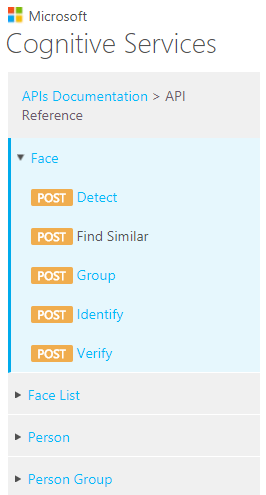 Microsoft
Cognitive Services
APIs Documentation > API
Reference
Face
POST Detect
POST Find Similar
POST Group
POST Identify
POST Verify
Face List
Person
Person Group